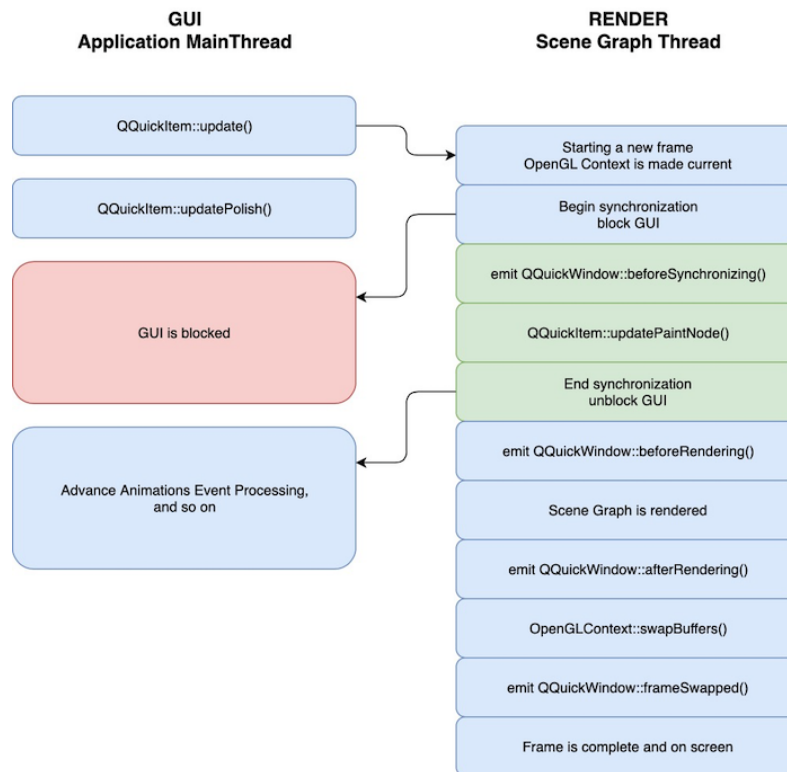 GUI
Application MainThread
QQuickItem::update()
QQuickItem::updatePolish()
GUI is blocked
Advance Animations Event Processing,
and so on
RENDER
Scene Graph Thread
Starting a new frame
OpenGL Context is made current
Begin synchronization
block GUI
emit QQuickWindow::beforeSynchronizing()
QQuickItem::updatePaintNode()
End synchronization
unblock GUI
emit QQuickWindow::beforeRendering()
Scene Graph is rendered
emit QQuickWindow::afterRendering()
OpenGLContext::swapBuffers()
emit QQuickWindow::frameSwapped()
Frame is complete and on screen